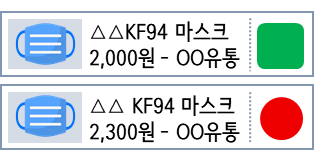 △△KF94 마스크
2,000원 - OO유통
△△ KF94 마스크
2,300원 - OO유통